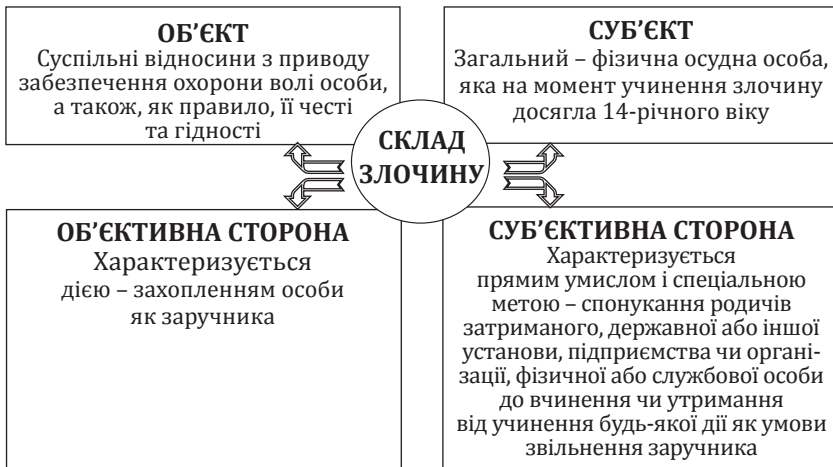 ОБ’ЄКТ
Суспільні відносини з приводу
забезпечення охорони волі особи,
а також, як правило, її честі
та гідності
СУБ’ЄКТ
Загальний – фізична осудна особа,
яка на момент учинення злочину
досягла 14-річного віку
СКЛАД
ЗЛОЧИНУ
ОБ’ЄКТИВНА СТОРОНА
Характеризується
дією – захопленням особи
як заручника
СУБ’ЄКТИВНА СТОРОНА
Характеризується
прямим умислом і спеціальною
метою – спонукання родичів
затриманого, державної або іншої
установи, підприємства чи органі-
зації, фізичної або службової особи
до вчинення чи утримання
від учинення будь-якої дії як умови
звільнення заручника